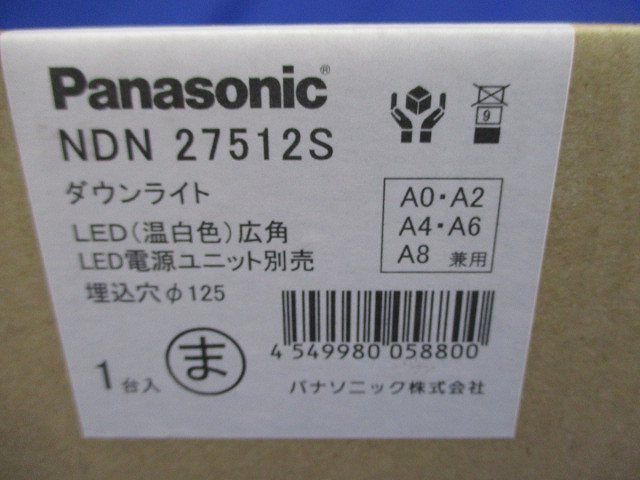 Panasonic®
NDN 27512S
9
ダウンライト
LED(温白色)広角
LED電源ユニット別売
埋込穴φ125
A0・A2
A4・A6
A8 兼用
1台入
ま
4 549980 058800
パナソニック株式会社